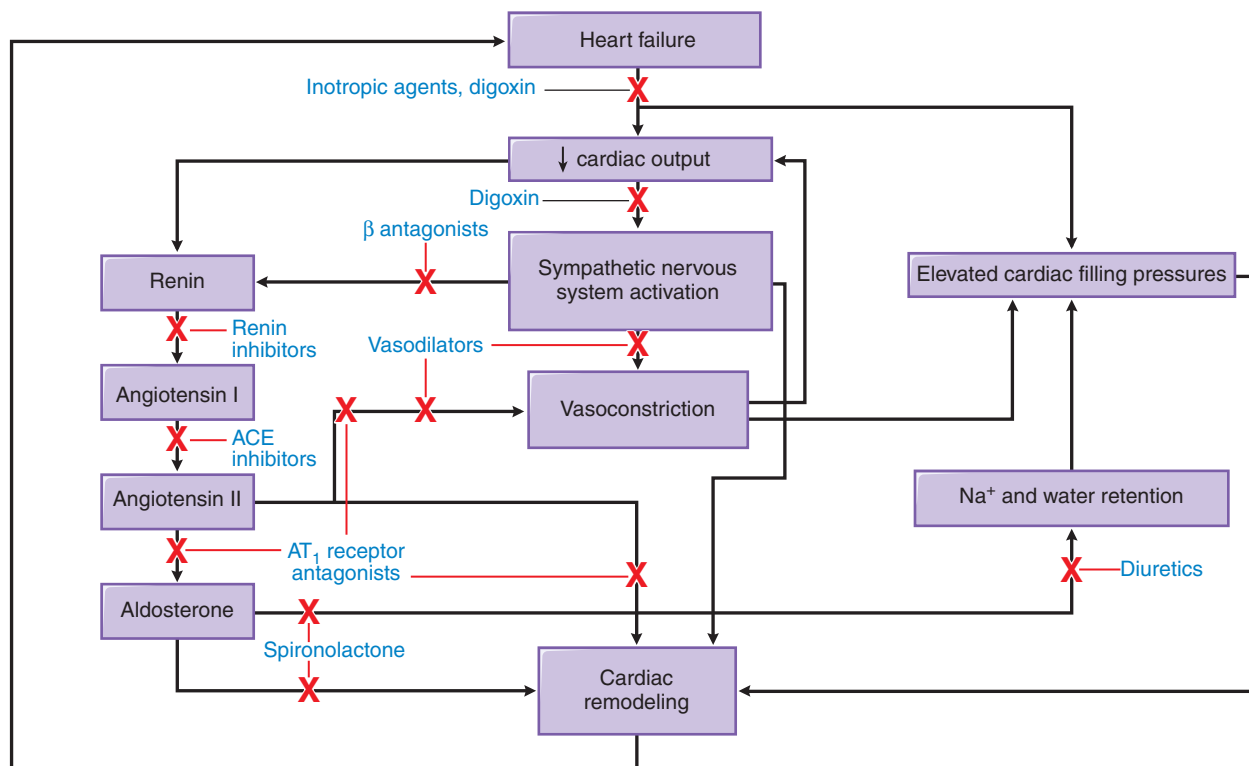 Heart failure
Inotropic agents, digoxin
↓ cardiac output
Digoxin
β antagonists
Sympathetic nervous
system activation
Elevated cardiac filling pressures
Renin
Renin
inhibitors
Vasodilators
Angiotensin I
Vasoconstriction
ACE
inhibitors
Angiotensin II
Na⁺ and water retention
AT₁ receptor
antagonists
Diuretics
Aldosterone
Spironolactone
Cardiac
remodeling